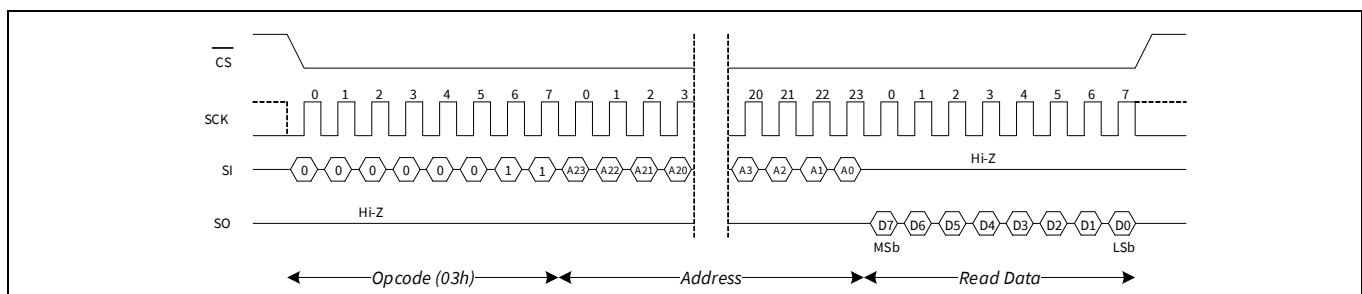 CS
0 1 2 3 4 5 6 7 0 1 2 3 20 21 22 23 0 1 2 3 4 5 6 7
SCK
Hi-Z
SI 0 0 0 0 0 0 1 1 A23 A22 A21 A20 A3 A2 A1 A0
Hi-Z
SO D7 D6 D5 D4 D3 D2 D1 D0
MSb LSb
Opcode (03h) Address Read Data